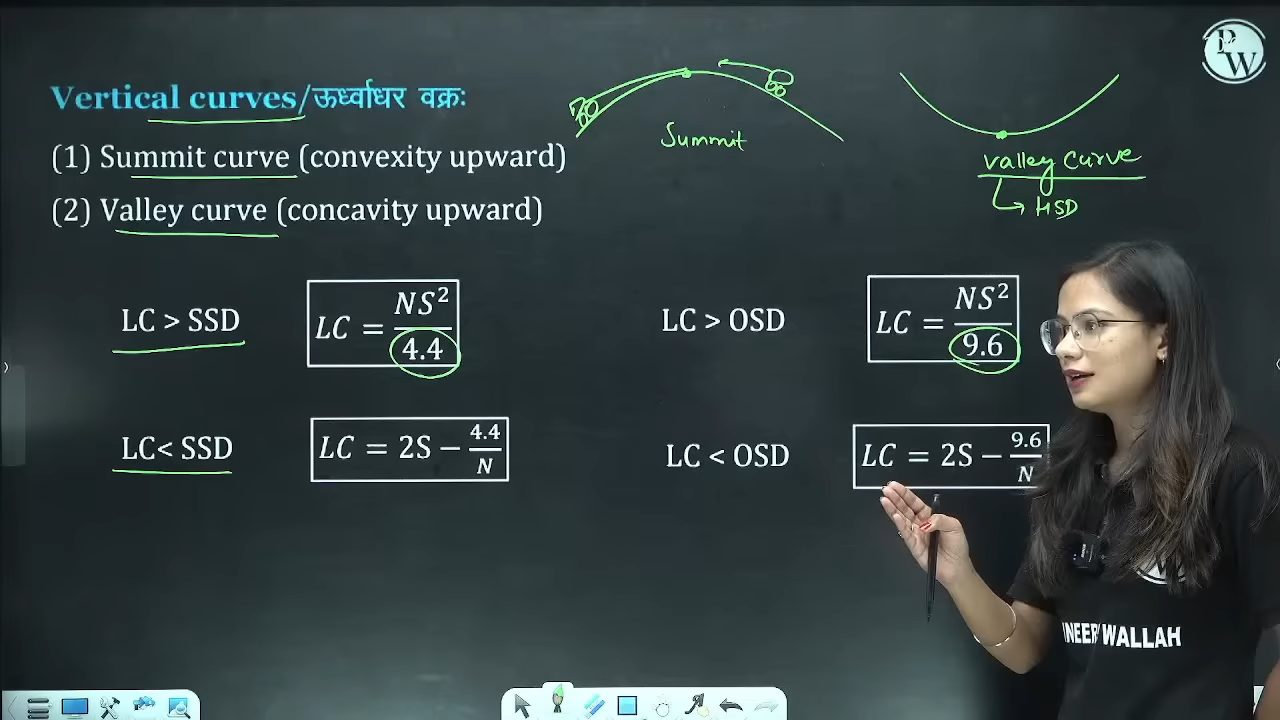 PW
Vertical curves/ऊर्ध्वाधर वक्रः
(1) Summit curve (convexity upward)
(2) Valley curve (concavity upward)
Summit
valley curve
HSD
LC > SSD
LC = NS²/4.4
LC > OSD
LC = NS²/9.6
LC< SSD
LC = 2S − 4.4/N
LC < OSD
LC = 2S − 9.6/N
W
NEER WALLAH